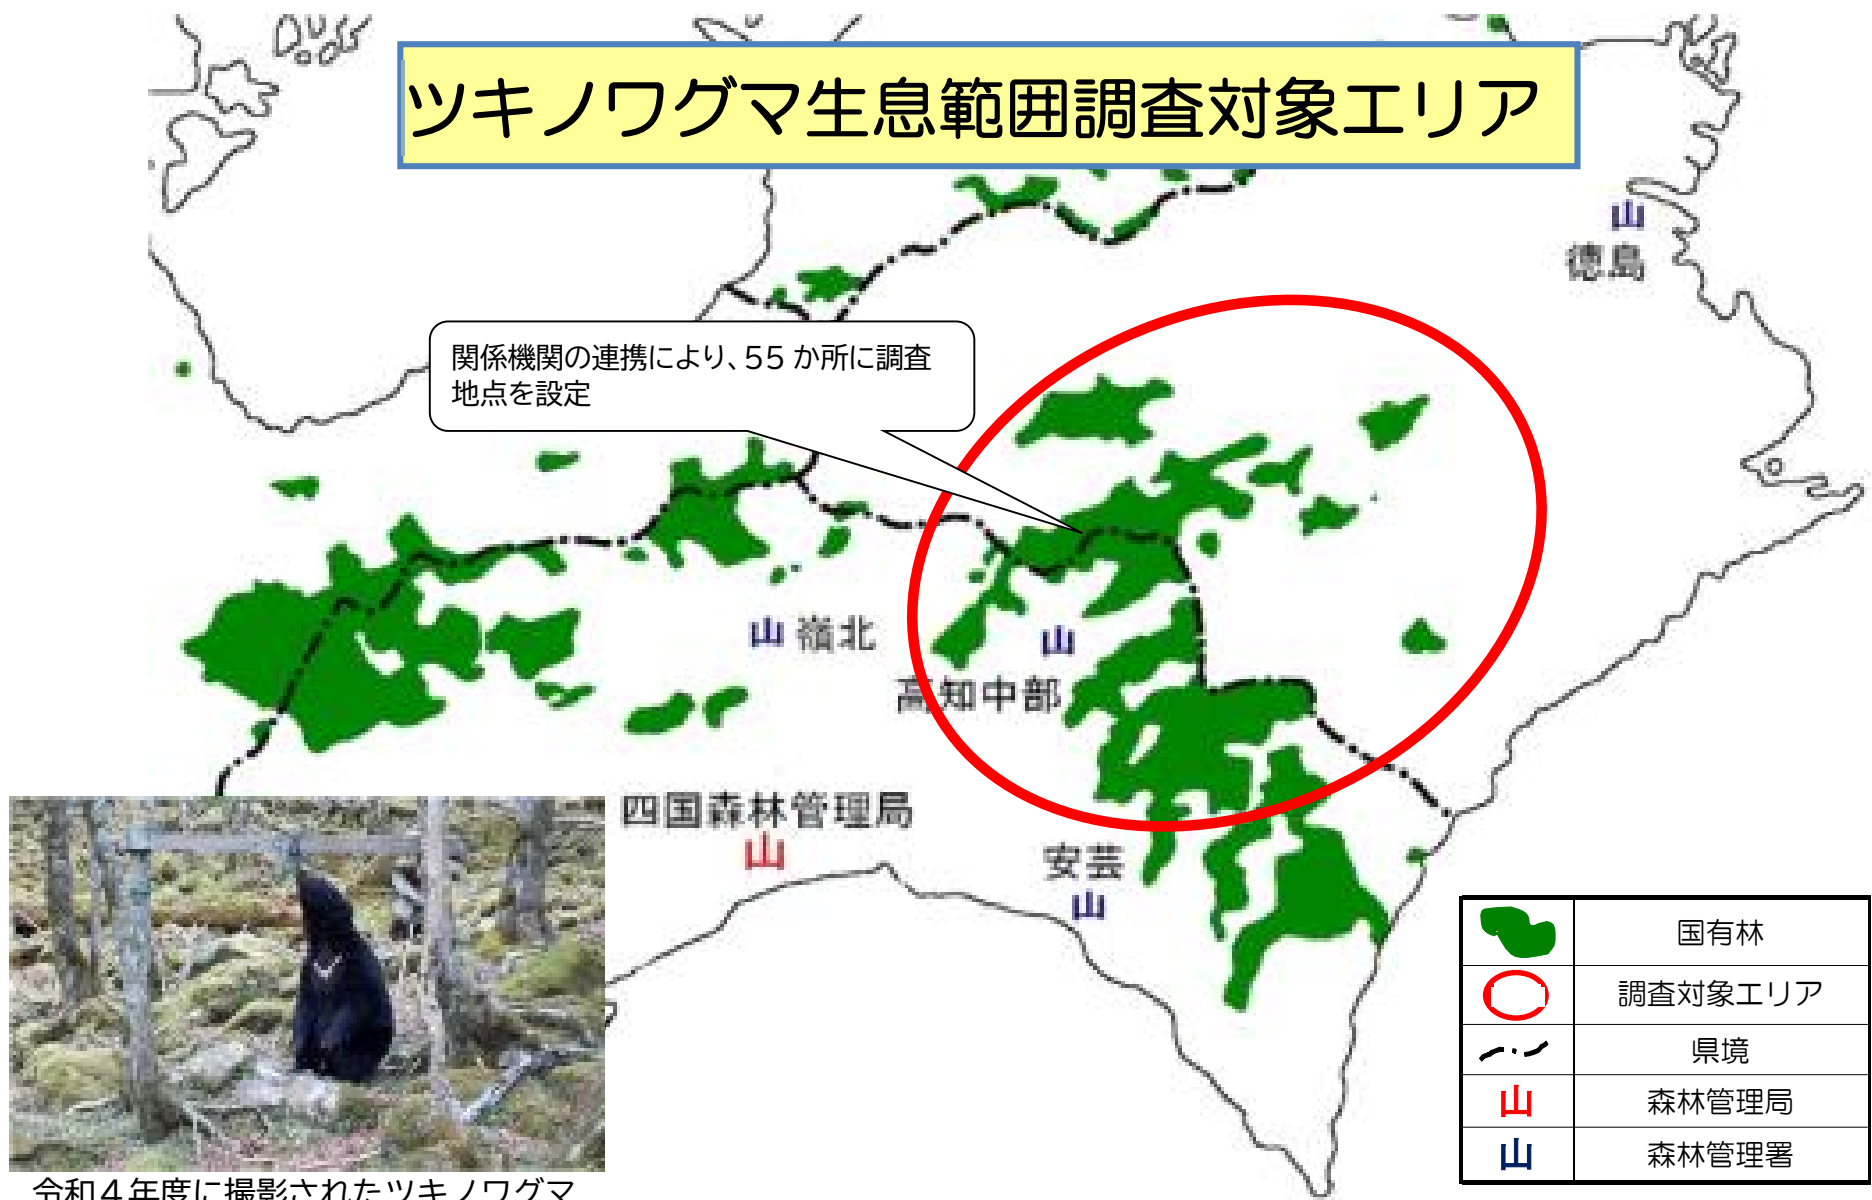 ツキノワグマ生息範囲調査対象エリア
徳島
関係機関の連携により、55 か所に調査
地点を設定
嶺北
高知中部
四国森林管理局
安芸
国有林
調査対象エリア
県境
森林管理局
森林管理署
令和4年度に撮影されたツキノワグマ